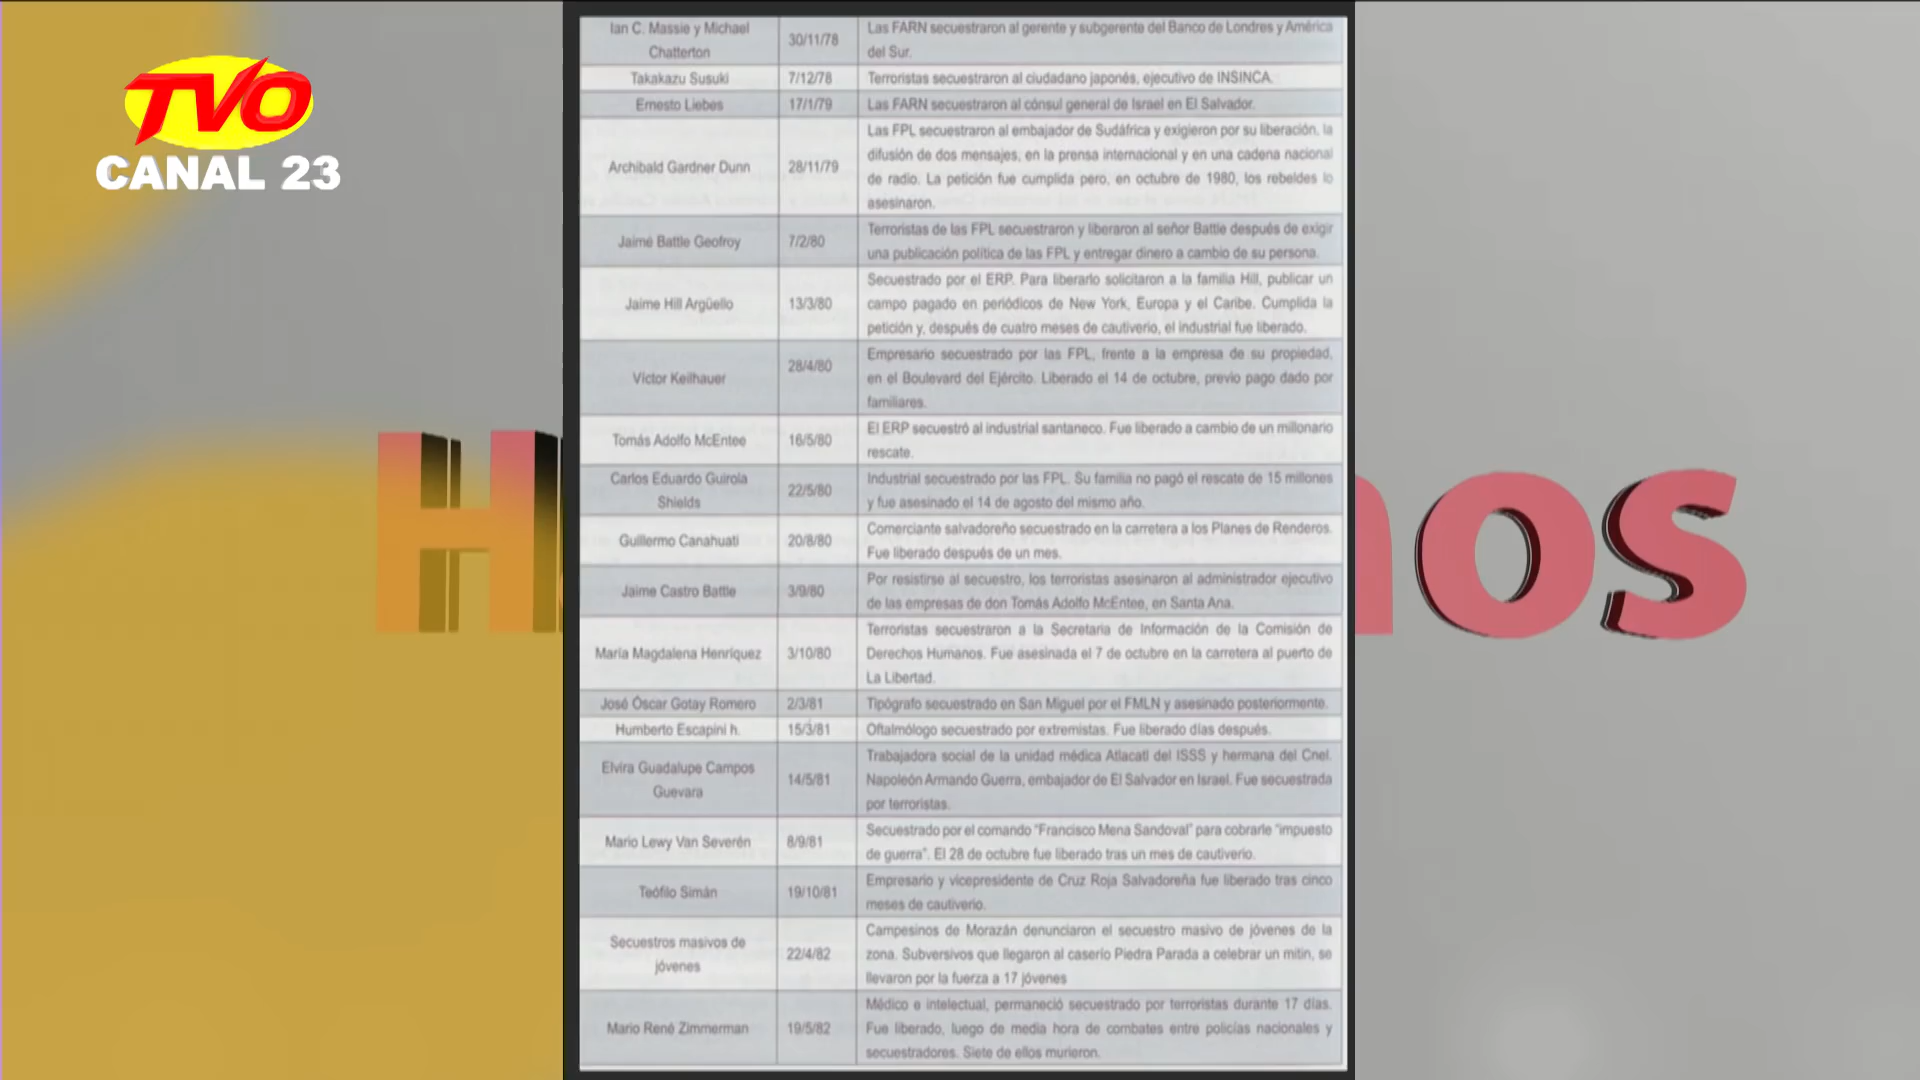 TVO
CANAL 23
H
nos
Ian C. Massie y Michael
Chatterton
30/11/78
Las FARN secuestraron al gerente y subgerente del Banco de Londres y América
del Sur.
Takakazu Susuki
7/12/78
Terroristas secuestraron al ciudadano japonés, ejecutivo de INSINCA.
Ernesto Liebes
17/1/79
Las FARN secuestraron al cónsul general de Israel en El Salvador.
Archibald Gardner Dunn
28/11/79
Las FPL secuestraron al embajador de Sudáfrica y exigieron por su liberación, la
difusión de dos mensajes, en la prensa internacional y en una cadena nacional
de radio. La petición fue cumplida pero, en octubre de 1980, los rebeldes lo
asesinaron.
Jaime Battle Geofroy
7/2/80
Terroristas de las FPL secuestraron y liberaron al señor Battle después de exigir
una publicación política de las FPL y entregar dinero a cambio de su persona.
Jaime Hill Argüello
13/3/80
Secuestrado por el ERP. Para liberarlo solicitaron a la familia Hill, publicar un
campo pagado en periódicos de New York, Europa y el Caribe. Cumplida la
petición y, después de cuatro meses de cautiverio, el industrial fue liberado.
Víctor Keilhauer
28/4/80
Empresario secuestrado por las FPL, frente a la empresa de su propiedad,
en el Boulevard del Ejército. Liberado el 14 de octubre, previo pago dado por
familiares.
Tomás Adolfo McEntee
16/5/80
El ERP secuestró al industrial santaneco. Fue liberado a cambio de un millonario
rescate.
Carlos Eduardo Guirola
Shields
22/5/80
Industrial secuestrado por las FPL. Su familia no pagó el rescate de 15 millones
y fue asesinado el 14 de agosto del mismo año.
Guillermo Canahuati
20/8/80
Comerciante salvadoreño secuestrado en la carretera a los Planes de Renderos.
Fue liberado después de un mes.
Jaime Castro Battle
3/9/80
Por resistirse al secuestro, los terroristas asesinaron al administrador ejecutivo
de las empresas de don Tomás Adolfo McEntee, en Santa Ana.
María Magdalena Henríquez
3/10/80
Terroristas secuestraron a la Secretaria de Información de la Comisión de
Derechos Humanos. Fue asesinada el 7 de octubre en la carretera al puerto de
La Libertad.
José Óscar Gotay Romero
2/3/81
Tipógrafo secuestrado en San Miguel por el FMLN y asesinado posteriormente.
Humberto Escapini h.
15/3/81
Oftalmólogo secuestrado por extremistas. Fue liberado días después.
Elvira Guadalupe Campos
Guevara
14/5/81
Trabajadora social de la unidad médica Atlacatl del ISSS y hermana del Cnel.
Napoleón Armando Guerra, embajador de El Salvador en Israel. Fue secuestrada
por terroristas.
Mario Lewy Van Severén
8/9/81
Secuestrado por el comando "Francisco Mena Sandoval" para cobrarle "impuesto
de guerra". El 28 de octubre fue liberado tras un mes de cautiverio.
Teófilo Simán
19/10/81
Empresario y vicepresidente de Cruz Roja Salvadoreña fue liberado tras cinco
meses de cautiverio.
Secuestros masivos de
jóvenes
22/4/82
Campesinos de Morazán denunciaron el secuestro masivo de jóvenes de la
zona. Subversivos que llegaron al caserío Piedra Parada a celebrar un mitin, se
llevaron por la fuerza a 17 jóvenes
Mario René Zimmerman
19/5/82
Médico e intelectual, permaneció secuestrado por terroristas durante 17 días.
Fue liberado, luego de media hora de combates entre policías nacionales y
secuestradores. Siete de ellos murieron.